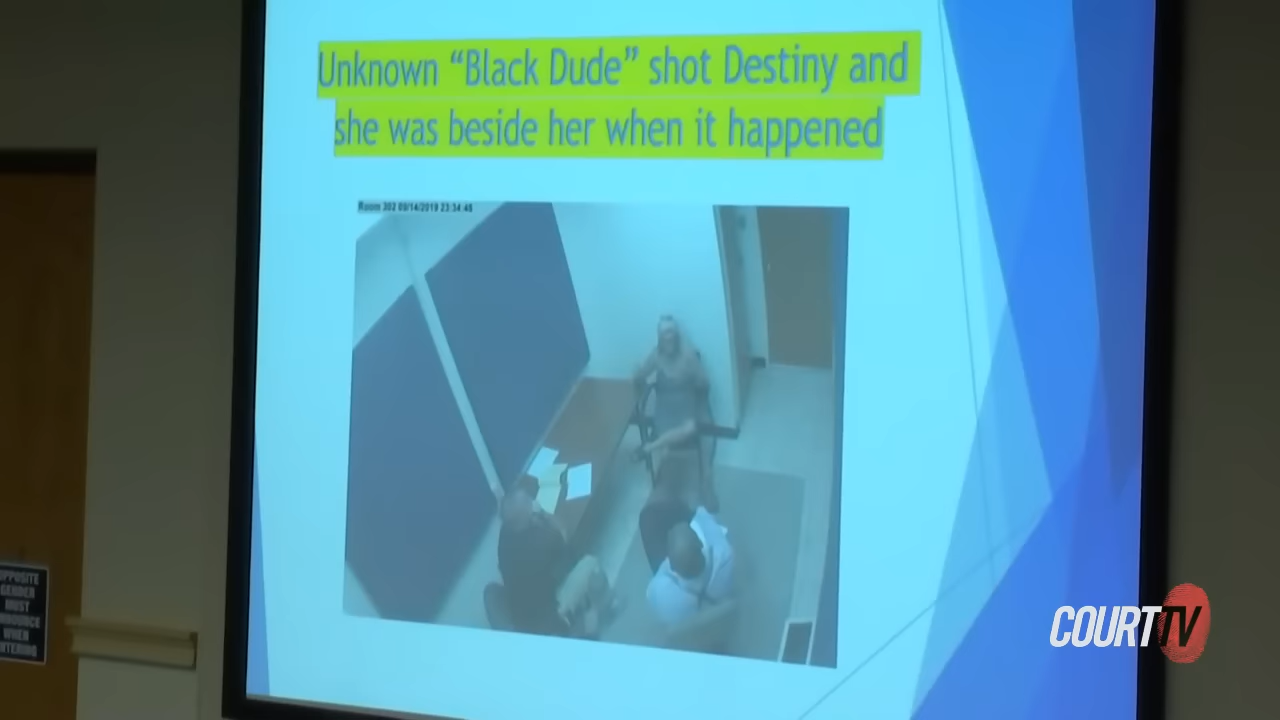 Unknown “Black Dude” shot Destiny and
she was beside her when it happened
Room 302 09/14/2019 23:34:48
OPPOSITE
GENDER
MUST
ANNOUNCE
WHEN
ENTERING
COURT TV